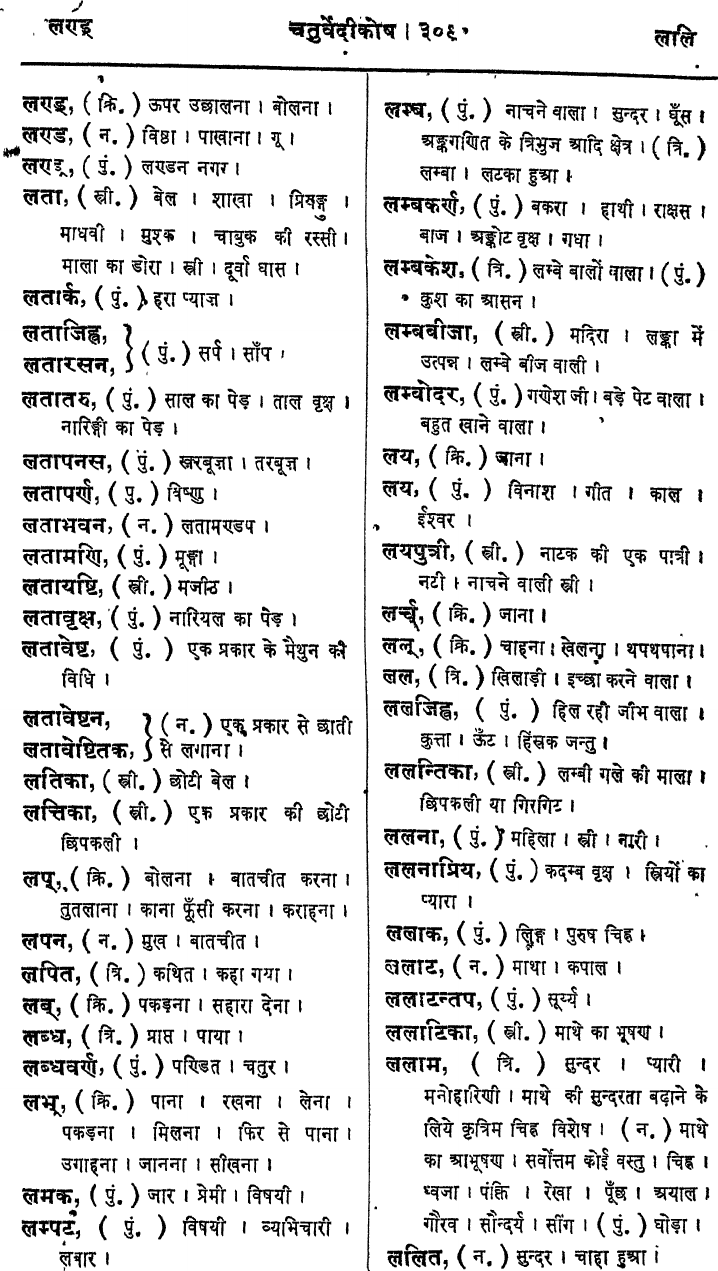 लण्ड्
चतुर्वेदीकोष । ३०९
ललि
लण्ड्, ( क्रि. ) ऊपर उछालना । बोलना ।
लण्ड, ( न. ) विष्ठा । पाखाना । गू ।
लण्ड्र, ( पुं. ) लण्डन नगर ।
लता, ( स्त्री. ) बेल । शाखा । प्रियङ्गु ।
माधवी । मुश्क । चाबुक की रस्सी ।
माला का डोरा । स्त्री । दूर्वा घास ।
लतार्क, ( पुं. ) हरा प्याज़ ।
लताजिह्व,
लतारसन, } ( पुं. ) सर्प । साँप ।
लतातरु, ( पुं. ) साल का पेड़ । ताल वृक्ष ।
नारिङ्गी का पेड़ ।
लतापनस, ( पुं. ) खरबूज़ा । तरबूज़ ।
लतापर्ण, ( पु. ) विष्णु ।
लताभवन, ( न. ) लतामण्डप ।
लतामणि, ( पुं. ) मूङ्गा ।
लतायष्टि, ( स्त्री. ) मजीठ ।
लतावृक्ष, ( पुं. ) नारियल का पेड़ ।
लतावेष्ट, ( पुं. ) एक प्रकार के मैथुन की
विधि ।
लतावेष्टन,
लतावेष्टितक, } ( न. ) एक प्रकार से छाती
से लगाना ।
लतिका, ( स्त्री. ) छोटी बेल ।
लत्तिका, ( स्त्री. ) एक प्रकार की छोटी
छिपकली ।
लप्, ( क्रि. ) बोलना । बातचीत करना ।
तुतलाना । काना फूँसी करना । कराहना ।
लपन, ( न. ) मुख । बातचीत ।
लपित, ( त्रि. ) कथित । कहा गया ।
लब्, ( क्रि. ) पकड़ना । सहारा देना ।
लब्ध, ( त्रि. ) प्राप्त । पाया ।
लब्धवर्ण, ( पुं. ) पण्डित । चतुर ।
लभ्, ( क्रि. ) पाना । रखना । लेना ।
पकड़ना । मिलना । फिर से पाना ।
उगाहना । जानना । सीखना ।
लमक, ( पुं. ) जार । प्रेमी । विषयी ।
लम्पट, ( पुं. ) विषयी । व्यभिचारी ।
लबार ।
लम्ब, ( पुं. ) नाचने वाला । सुन्दर । घूँस ।
अङ्कगणित के त्रिभुज आदि क्षेत्र । ( त्रि. )
लम्बा । लटका हुआ ।
लम्बकर्ण, ( पुं. ) बकरा । हाथी । राक्षस ।
बाज । अङ्कोट वृक्ष । गधा ।
लम्बकेश, ( त्रि. ) लम्बे बालों वाला । ( पुं. )
कुश का आसन ।
लम्बबीजा, ( स्त्री. ) मदिरा । लङ्का में
उत्पन्न । लम्बे बीज वाली ।
लम्बोदर, ( पुं. ) गणेश जी । बड़े पेट वाला ।
बहुत खाने वाला ।
लय, ( क्रि. ) जाना ।
लय, ( पुं. ) विनाश । गीत । काल ।
ईश्वर ।
लयपुत्री, ( स्त्री. ) नाटक की एक पात्री ।
नटी । नाचने वाली स्त्री ।
लर्च्, ( क्रि. ) जाना ।
लल्, ( क्रि. ) चाहना । खेलना । थपथपाना ।
लल, ( त्रि. ) खिलाड़ी । इच्छा करने वाला ।
ललजिह्व, ( पुं. ) हिल रही जीभ वाला ।
कुत्ता । ऊँट । हिंस्रक जन्तु ।
ललन्तिका, ( स्त्री. ) लम्बी गले की माला ।
छिपकली या गिरगिट ।
ललना, ( पुं. ) महिला । स्त्री । नारी ।
ललनाप्रिय, ( पुं. ) कदम्ब वृक्ष । स्त्रियों का
प्यारा ।
ललाक, ( पुं. ) लिङ्ग । पुरुष चिह्न ।
ललाट, ( न. ) माथा । कपाल ।
ललाटन्तप, ( पुं. ) सूर्य्य ।
ललाटिका, ( स्त्री. ) माथे का भूषण ।
ललाम, ( त्रि. ) सुन्दर । प्यारी ।
मनोहारिणी । माथे की सुन्दरता बढ़ाने के
लिये कृत्रिम चिह्न विशेष । ( न. ) माथे
का आभूषण । सर्वोत्तम कोई वस्तु । चिह्न ।
ध्वजा । पंक्ति । रेखा । पूँछ । अयाल ।
गौरव । सौन्दर्य । सींग । ( पुं. ) घोड़ा ।
ललित, ( न. ) सुन्दर । चाहा हुआ ।